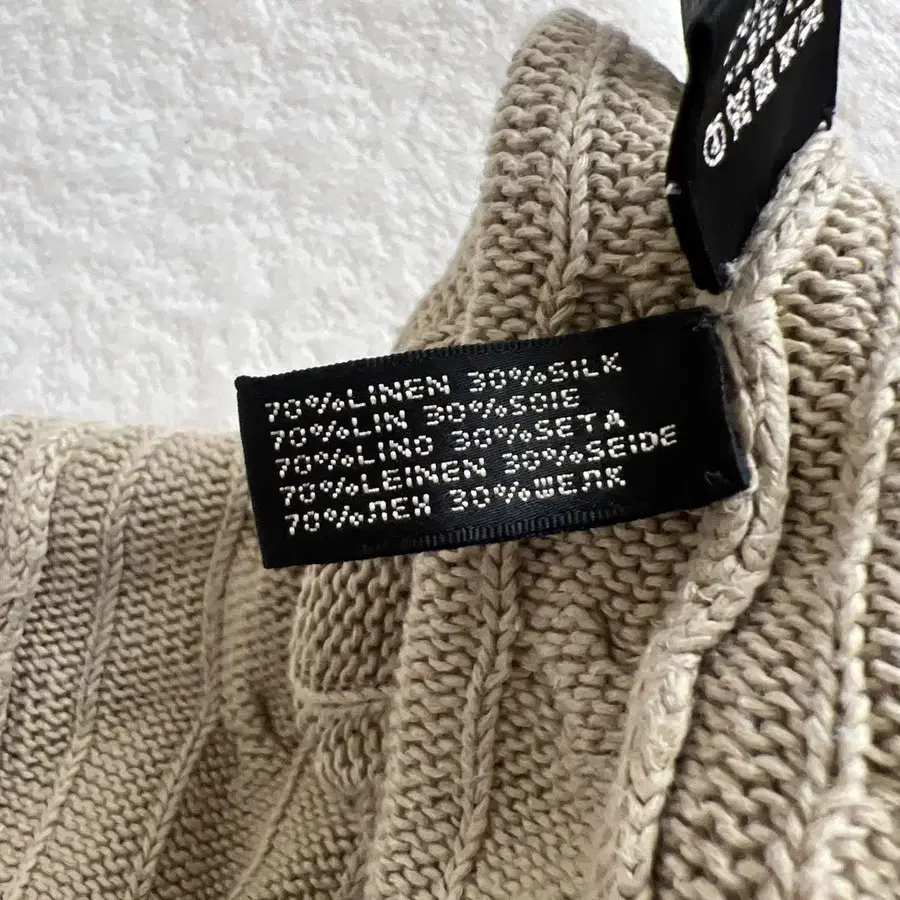 70%LINEN 30%SILK
70%LIN 30%SOIE
70%LINO 30%SETA
70%LEINEN 30%SEIDE
70%ЛЕН 30%ШЕЛК